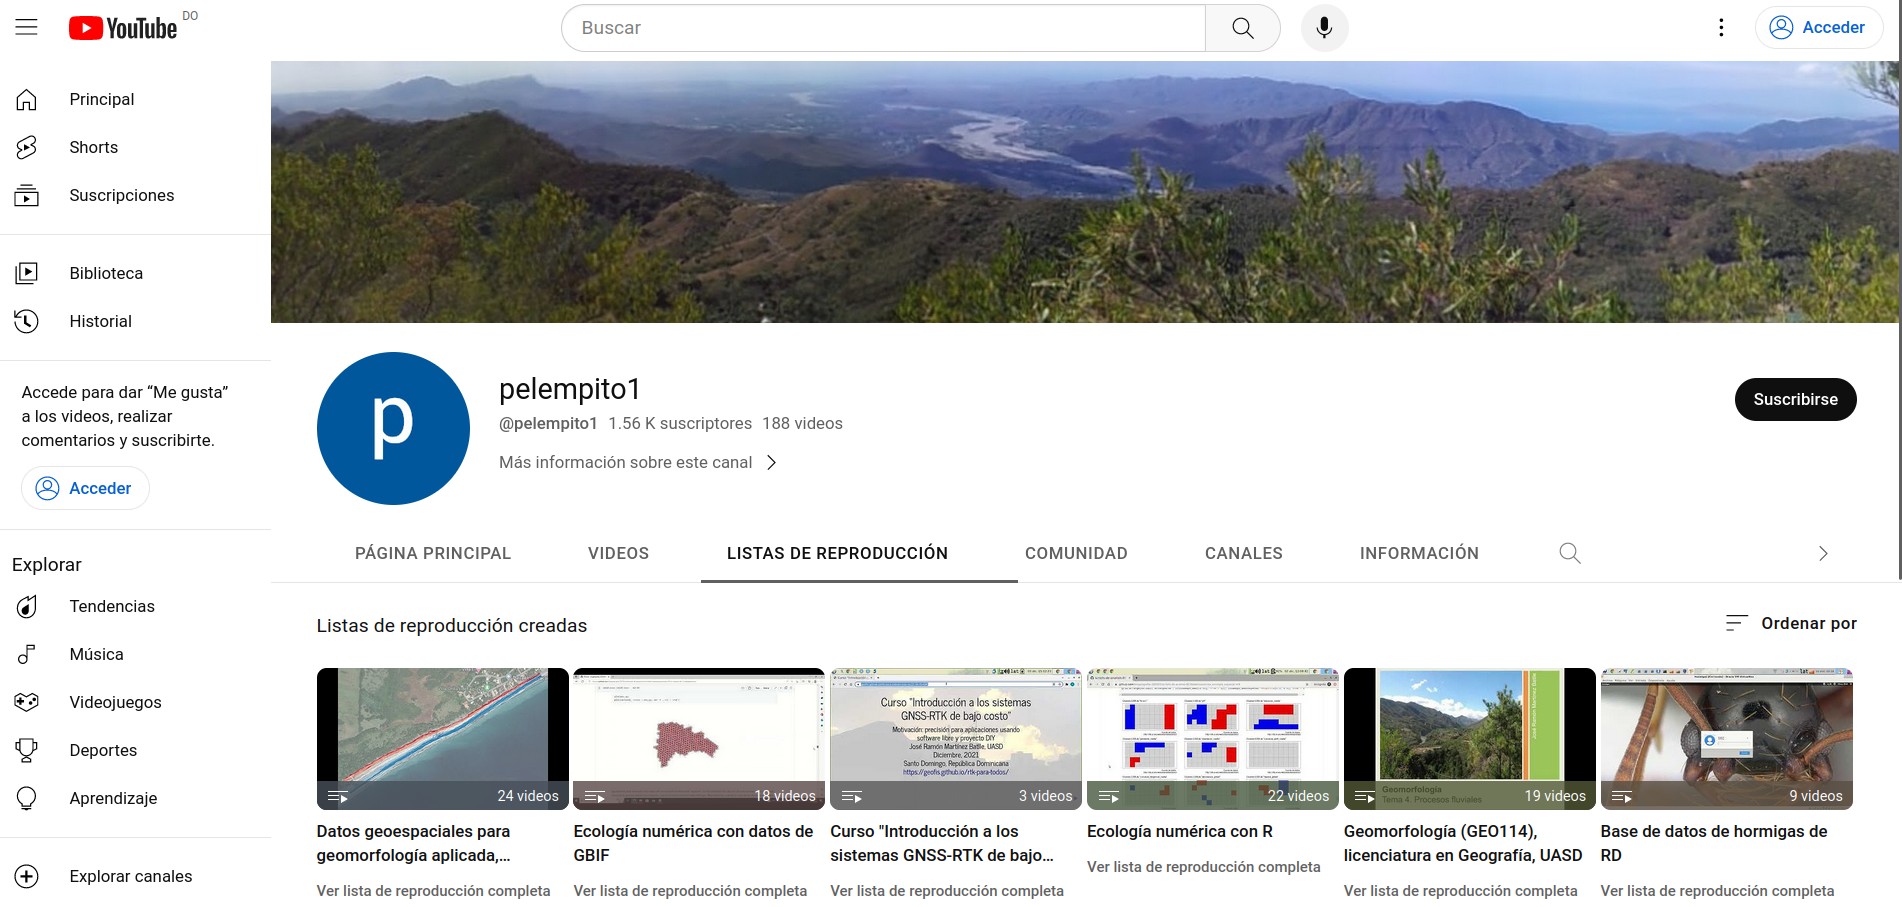 YouTube DO
Buscar
Acceder
Principal
Shorts
Suscripciones
Biblioteca
Historial
Accede para dar “Me gusta”
a los videos, realizar
comentarios y suscribirte.
Acceder
Explorar
Tendencias
Música
Videojuegos
Deportes
Aprendizaje
Explorar canales
p
pelempito1
@pelempito1 1.56 K suscriptores 188 videos
Más información sobre este canal
Suscribirse
PÁGINA PRINCIPAL VIDEOS LISTAS DE REPRODUCCIÓN COMUNIDAD CANALES INFORMACIÓN
Listas de reproducción creadas
Ordenar por
24 videos
Datos geoespaciales para
geomorfología aplicada,...
Ver lista de reproducción completa
18 videos
Ecología numérica con datos de
GBIF
Ver lista de reproducción completa
Curso "Introducción a los sistemas
GNSS-RTK de bajo costo"
Motivación: precisión para aplicaciones usando
software libre y proyecto DIY
José Ramón Martínez Batlle. UASD
Diciembre, 2021
Santo Domingo, República Dominicana
https://geofis.github.io/rtk-para-todos/
3 videos
Curso "Introducción a los
sistemas GNSS-RTK de bajo...
Ver lista de reproducción completa
22 videos
Ecología numérica con R
Ver lista de reproducción completa
José Ramón Martínez Batlle
Geomorfología
Tema 4. Procesos fluviales
19 videos
Geomorfología (GEO114),
licenciatura en Geografía, UASD
Ver lista de reproducción completa
9 videos
Base de datos de hormigas de
RD
Ver lista de reproducción completa